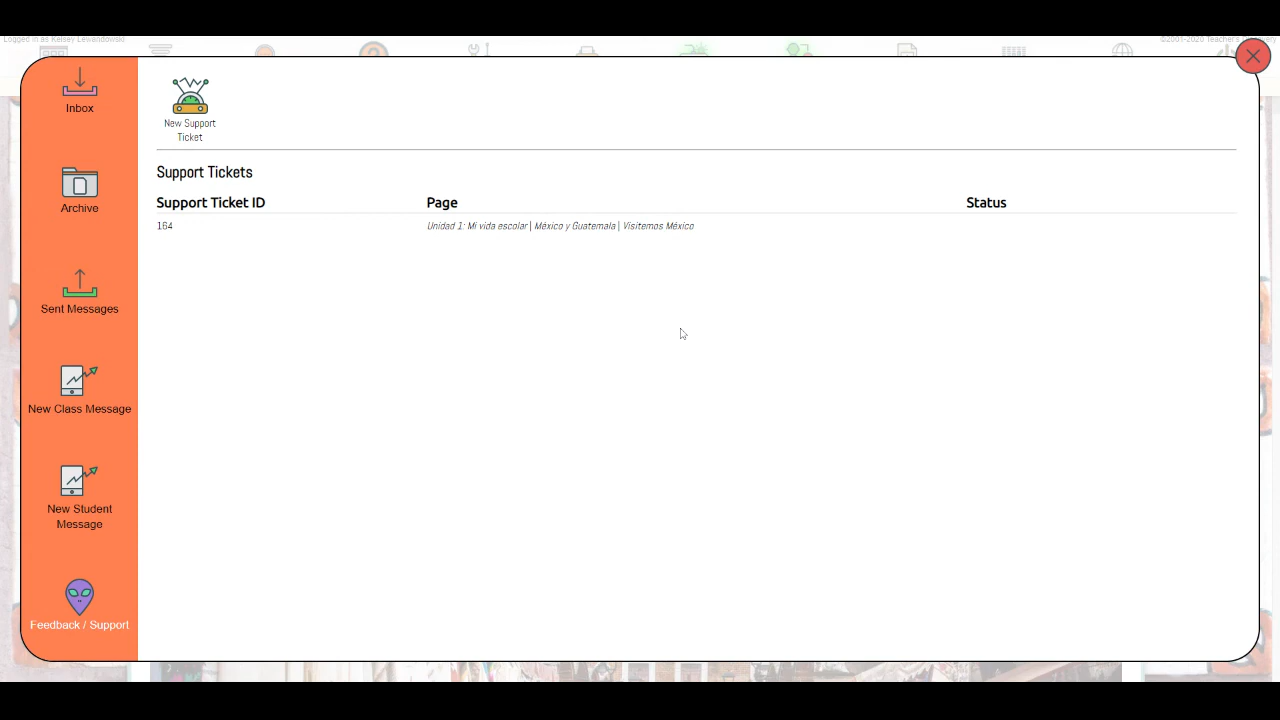 Logged in as Kelsey Lewandowski
©2001-2020 Teacher's Discovery
Inbox
Archive
Sent Messages
New Class Message
New Student
Message
Feedback / Support
New Support
Ticket
Support Tickets
Support Ticket ID Page Status
164 Unidad 1: Mi vida escolar | México y Guatemala | Visitemos México